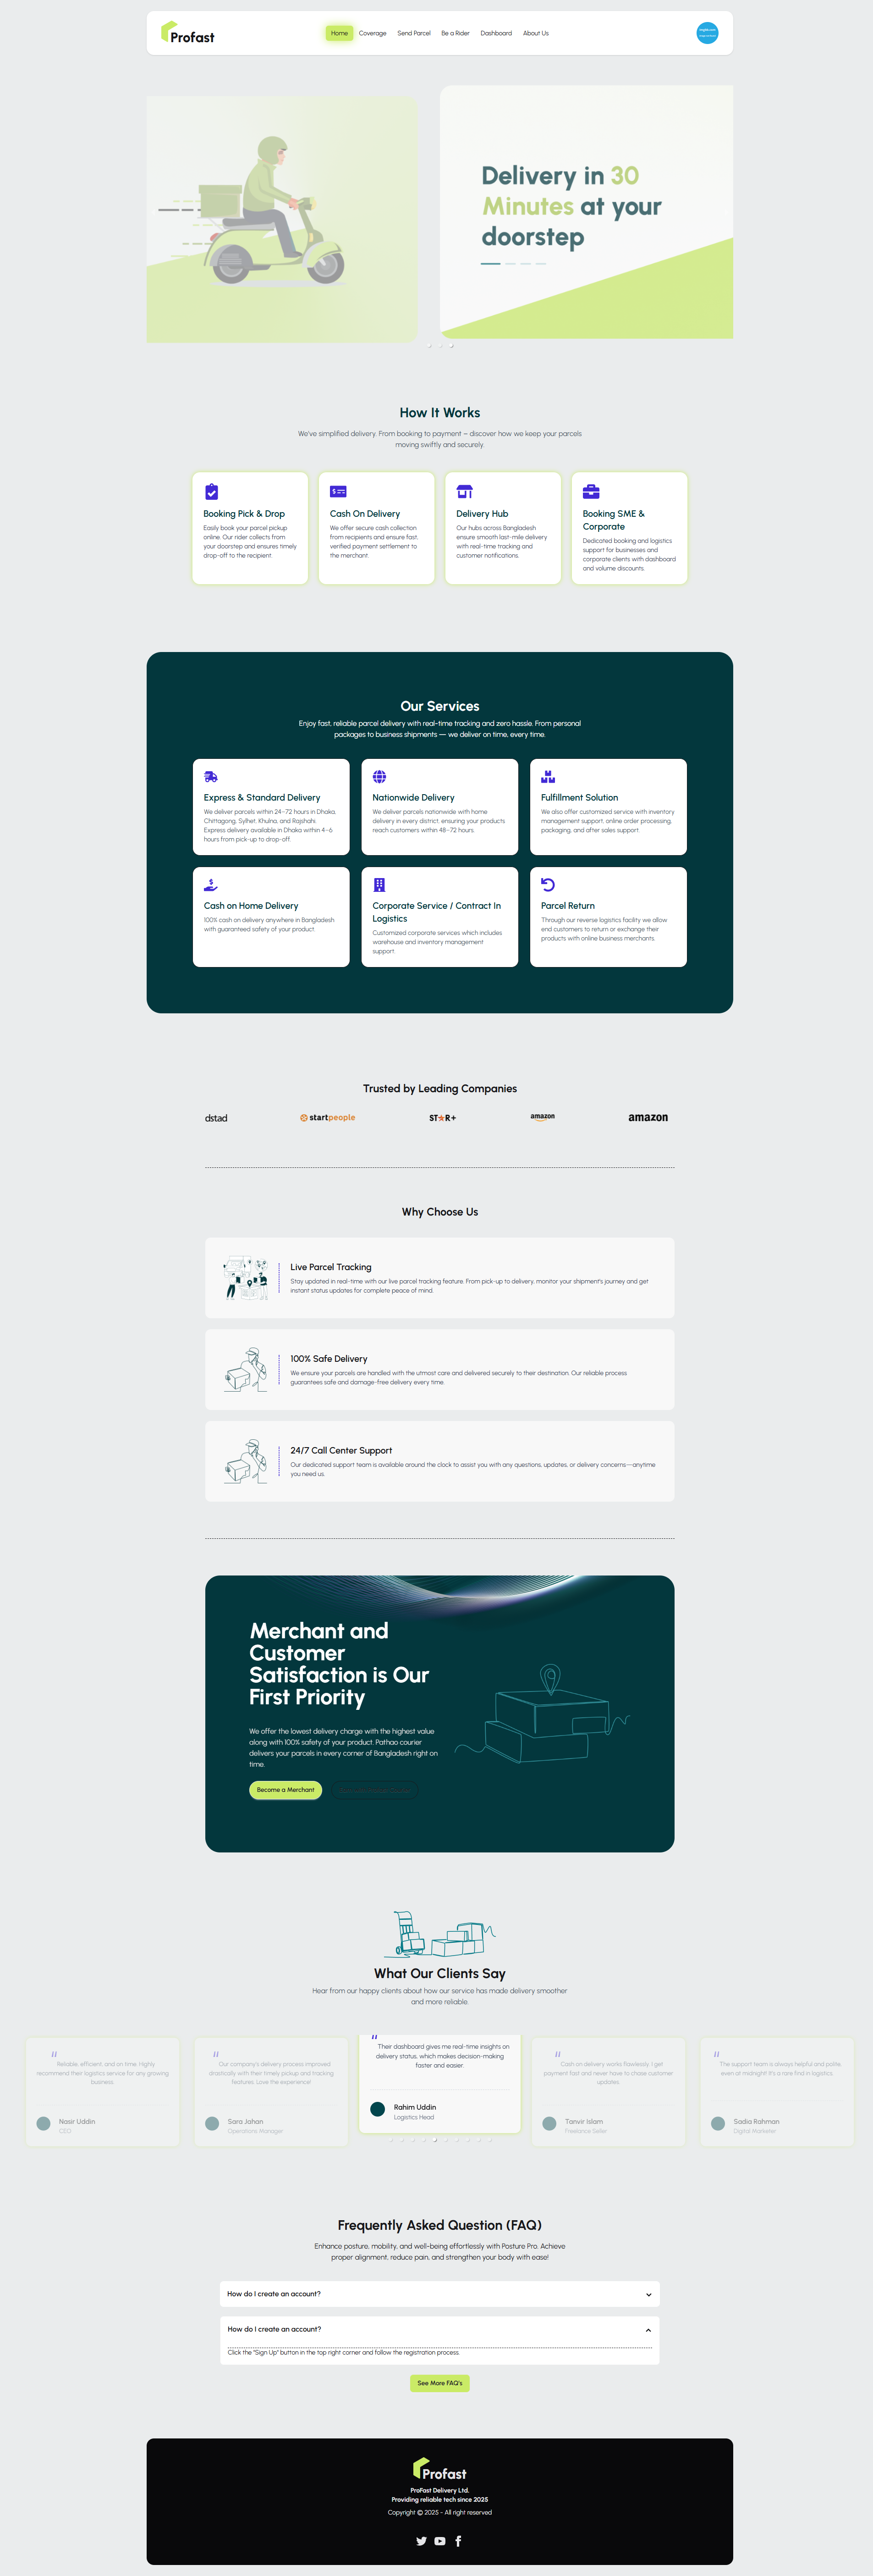 Profast
Home Coverage Send Parcel Be a Rider Dashboard About Us
Delivery in 30
Minutes at your
doorstep
How It Works
We've simplified delivery. From booking to payment – discover how we keep your parcels
moving swiftly and securely.
Booking Pick & Drop
Easily book your parcel pickup
online. Our rider collects from
your doorstep and ensures timely
drop-off to the recipient.
Cash On Delivery
We offer secure cash collection
from recipients and ensure fast,
verified payment settlement to
the merchant.
Delivery Hub
Our hubs across Bangladesh
ensure smooth last-mile delivery
with real-time tracking and
customer notifications.
Booking SME &
Corporate
Dedicated booking and logistics
support for businesses and
corporate clients with dashboard
and volume discounts.
Our Services
Enjoy fast, reliable parcel delivery with real-time tracking and zero hassle. From personal
packages to business shipments — we deliver on time, every time.
Express & Standard Delivery
We deliver parcels within 24–72 hours in Dhaka,
Chittagong, Sylhet, Khulna, and Rajshahi.
Express delivery available in Dhaka within 4–6
hours from pick-up to drop-off.
Nationwide Delivery
We deliver parcels nationwide with home
delivery in every district, ensuring your products
reach customers within 48–72 hours.
Fulfillment Solution
We also offer customized service with inventory
management support, online order processing,
packaging, and after sales support.
Cash on Home Delivery
100% cash on delivery anywhere in Bangladesh
with guaranteed safety of your product.
Corporate Service / Contract In
Logistics
Customized corporate services which includes
warehouse and inventory management
support.
Parcel Return
Through our reverse logistics facility we allow
end customers to return or exchange their
products with online business merchants.
Trusted by Leading Companies
dstad
startpeople
ST★R+
amazon
amazon
Why Choose Us
Live Parcel Tracking
Stay updated in real-time with our live parcel tracking feature. From pick-up to delivery, monitor your shipment's journey and get
instant status updates for complete peace of mind.
100% Safe Delivery
We ensure your parcels are handled with the utmost care and delivered securely to their destination. Our reliable process
guarantees safe and damage-free delivery every time.
24/7 Call Center Support
Our dedicated support team is available around the clock to assist you with any questions, updates, or delivery concerns—anytime
you need us.
Merchant and
Customer
Satisfaction is Our
First Priority
We offer the lowest delivery charge with the highest value
along with 100% safety of your product. Pathao courier
delivers your parcels in every corner of Bangladesh right on
time.
Become a Merchant
What Our Clients Say
Hear from our happy clients about how our service has made delivery smoother
and more reliable.
" Reliable, efficient, and on time. Highly
recommend their logistics service for any growing
business.
Nasir Uddin
CEO
" Our company's delivery process improved
drastically with their timely pickup and tracking
features. Love the experience!
Sara Jahan
Operations Manager
" Their dashboard gives me real-time insights on
delivery status, which makes decision-making
faster and easier.
Rahim Uddin
Logistics Head
" Cash on delivery works flawlessly. I get
payment fast and never have to chase customer
updates.
Tanvir Islam
Freelance Seller
" The support team is always helpful and polite,
even at midnight! It's a rare find in logistics.
Sadia Rahman
Digital Marketer
Frequently Asked Question (FAQ)
Enhance posture, mobility, and well-being effortlessly with Posture Pro. Achieve
proper alignment, reduce pain, and strengthen your body with ease!
How do I create an account?
How do I create an account?
Click the "Sign Up" button in the top right corner and follow the registration process.
See More FAQ's
Profast
ProFast Delivery Ltd.
Providing reliable tech since 2025
Copyright © 2025 - All right reserved